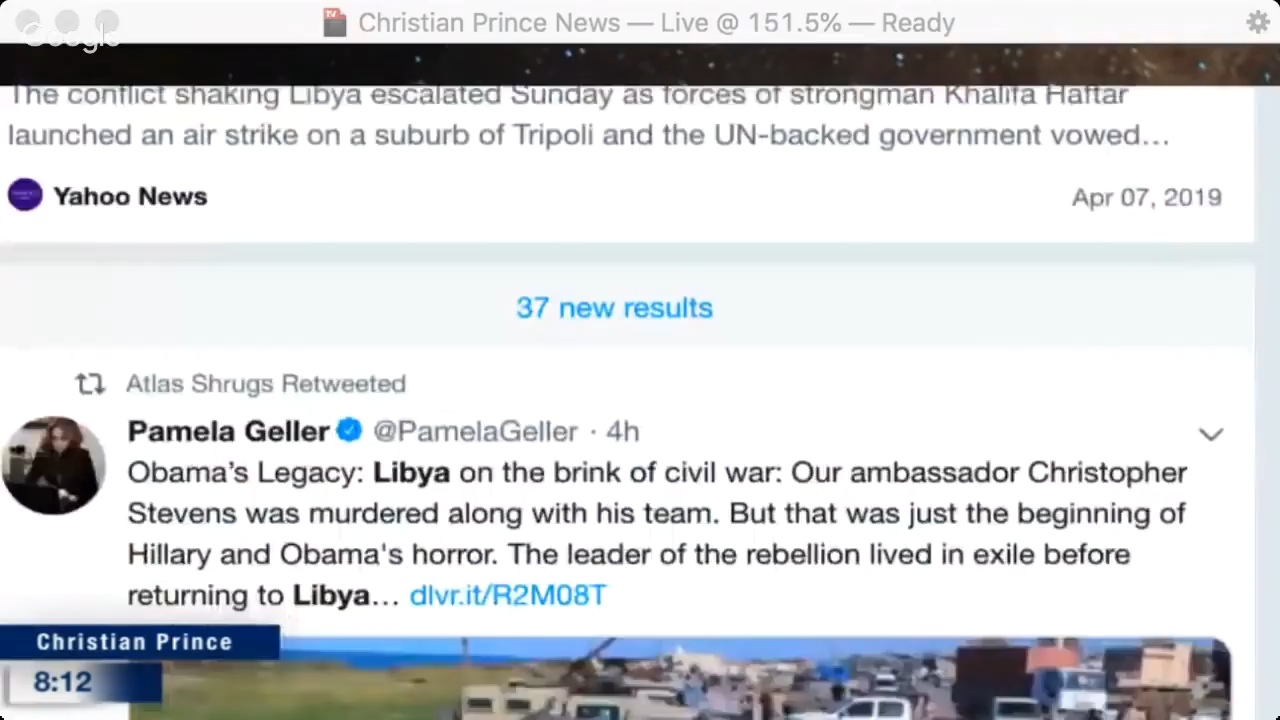 Google
TV
Christian Prince News — Live @ 151.5% — Ready
The conflict shaking Libya escalated Sunday as forces of strongman Khalifa Haftar
launched an air strike on a suburb of Tripoli and the UN-backed government vowed...
Yahoo News
Apr 07, 2019
37 new results
Atlas Shrugs Retweeted
Pamela Geller @PamelaGeller · 4h
Obama's Legacy: Libya on the brink of civil war: Our ambassador Christopher
Stevens was murdered along with his team. But that was just the beginning of
Hillary and Obama's horror. The leader of the rebellion lived in exile before
returning to Libya... dlvr.it/R2M08T
Christian Prince
8:12